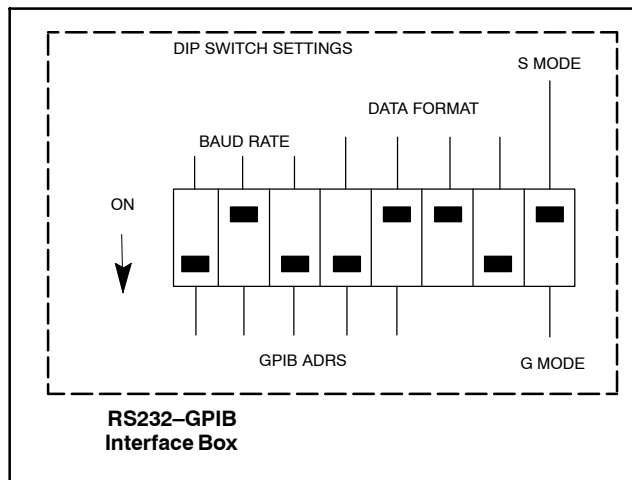 DIP SWITCH SETTINGS
S MODE
DATA FORMAT
BAUD RATE
ON
GPIB ADRS
G MODE
RS232–GPIB
Interface Box